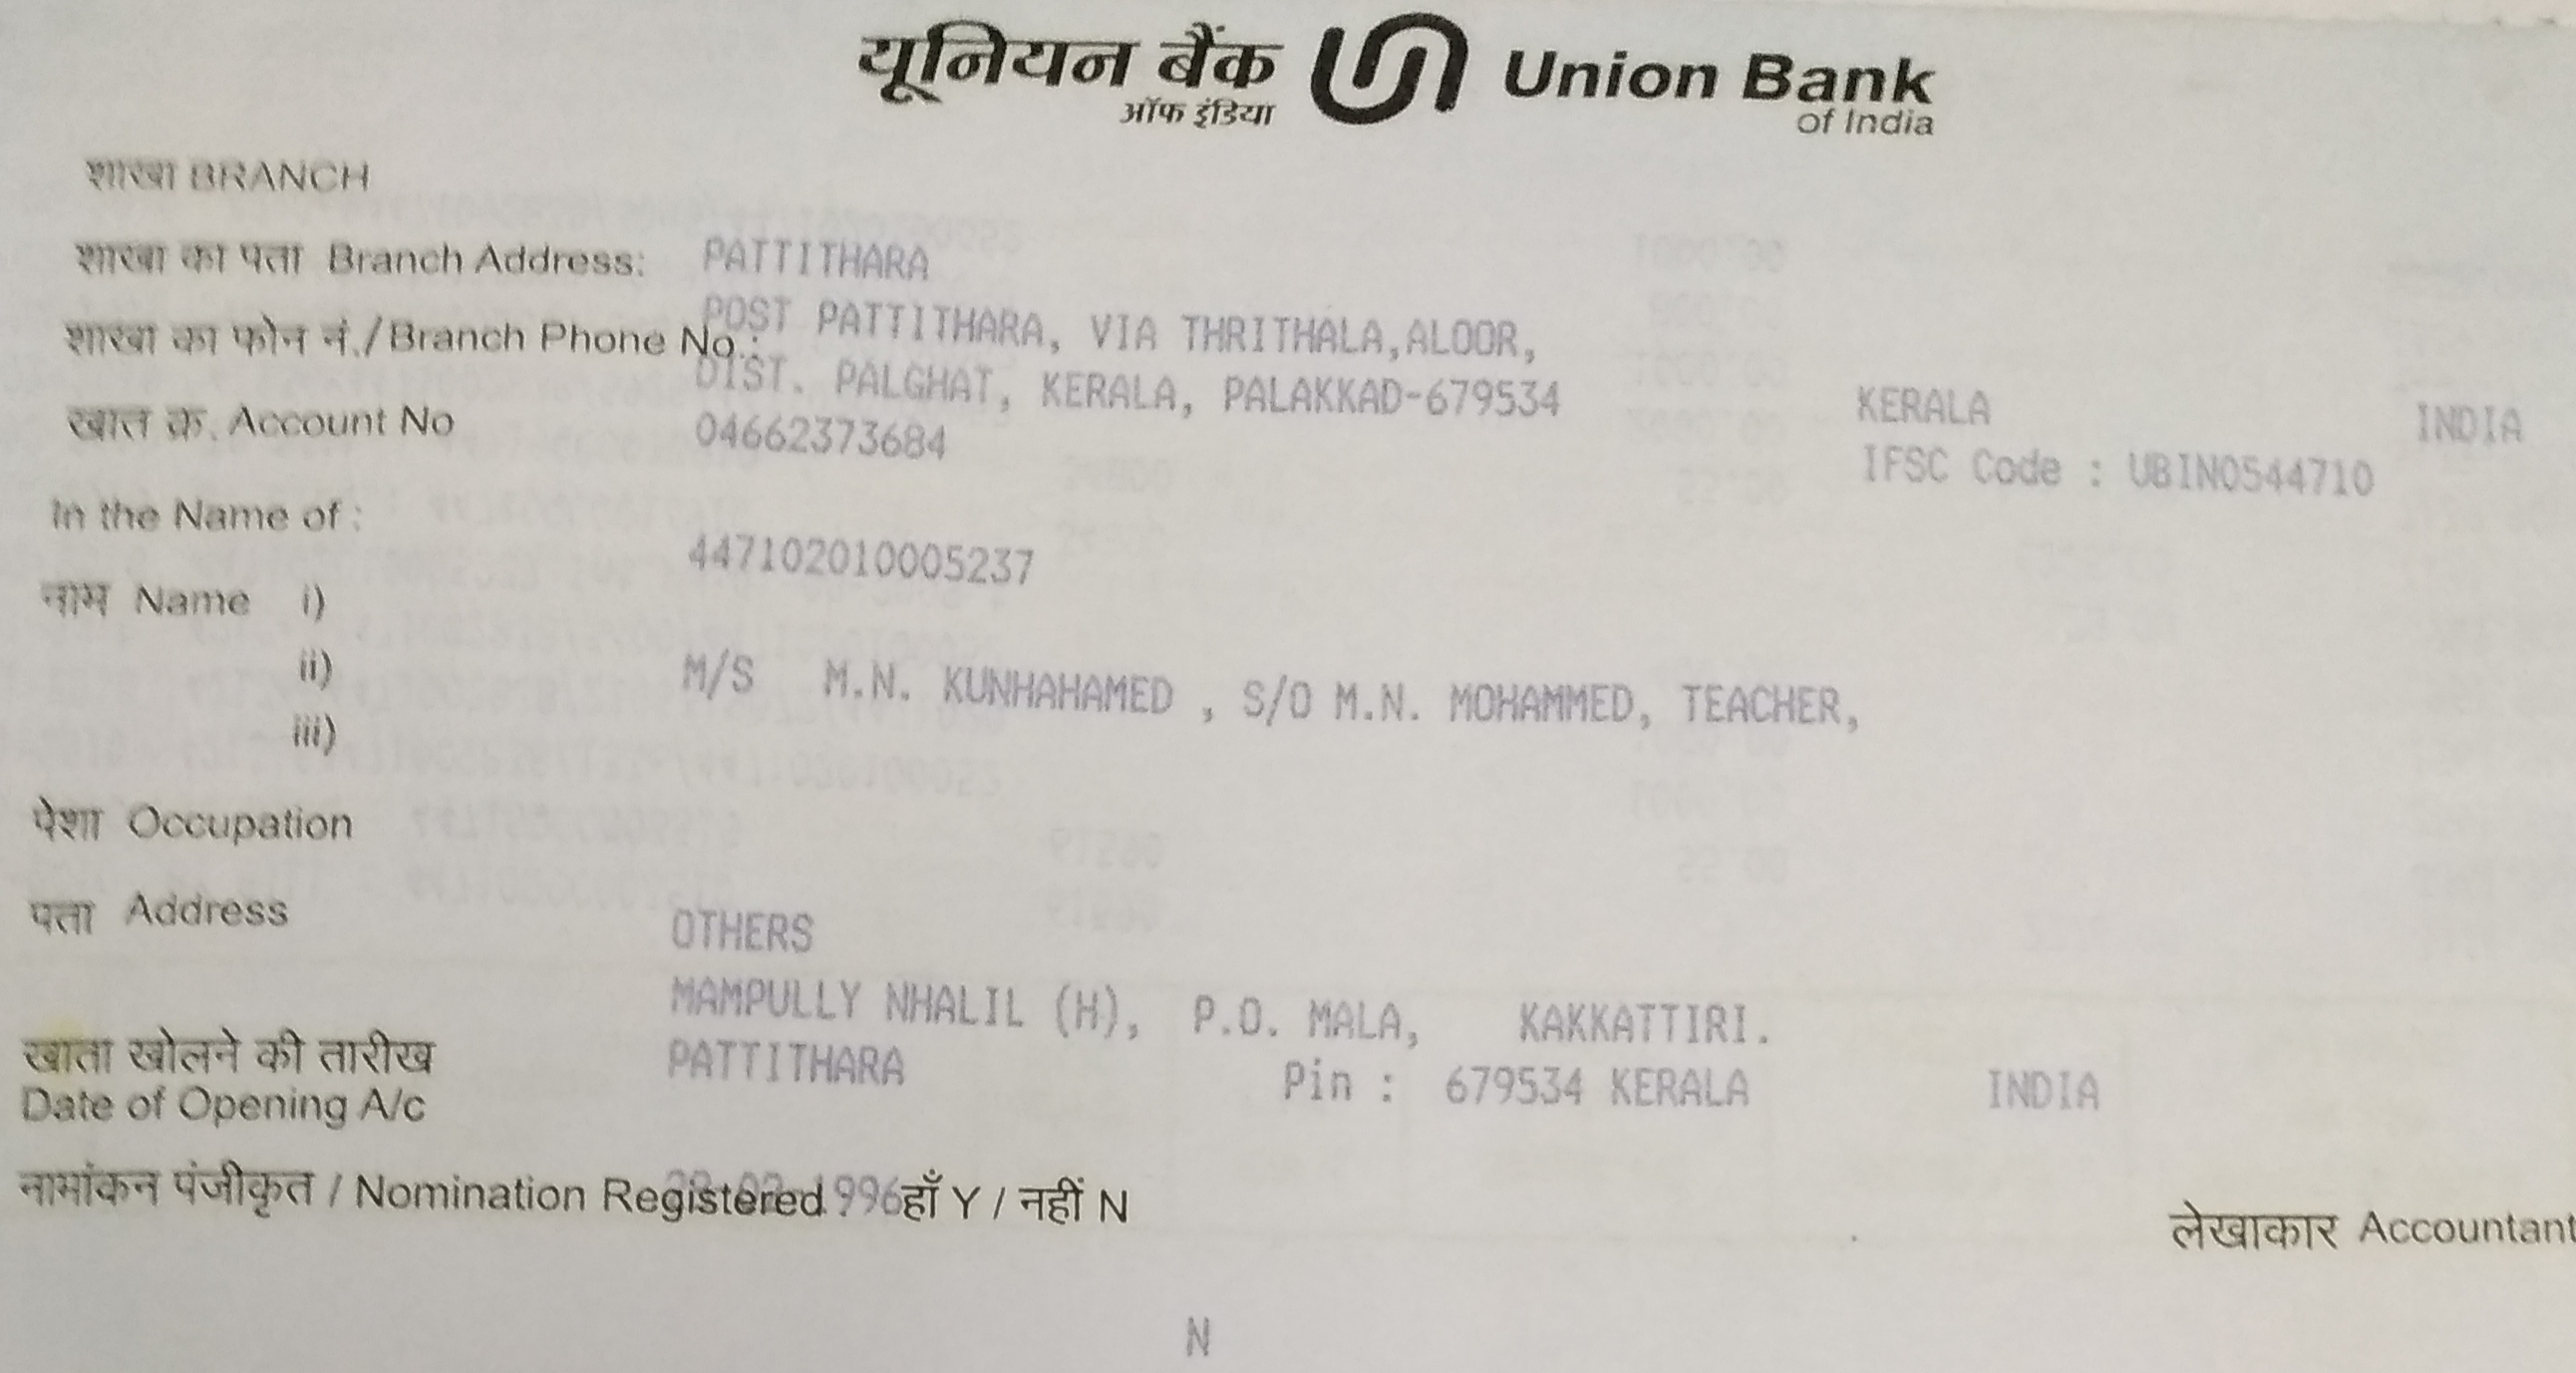 यूनियन बैंक Union Bank
ऑफ इंडिया of India
शाखा BRANCH
शाखा का पता Branch Address: PATTITHARA
शाखा का फोन नं./Branch Phone No.: POST PATTITHARA, VIA THRITHALA,ALOOR,
DIST. PALGHAT, KERALA, PALAKKAD-679534 KERALA INDIA
खात क्र. Account No 04662373684 IFSC Code : UBIN0544710
In the Name of :
447102010005237
नाम Name i)
ii) M/S M.N. KUNHAHAMED , S/O M.N. MOHAMMED, TEACHER,
iii)
पेशा Occupation
पता Address OTHERS
MAMPULLY NHALIL (H), P.O. MALA, KAKKATTIRI.
खाता खोलने की तारीख PATTITHARA Pin : 679534 KERALA INDIA
Date of Opening A/c
नामांकन पंजीकृत / Nomination Registered 1996 हाँ Y / नहीं N
लेखाकार Accountant
N